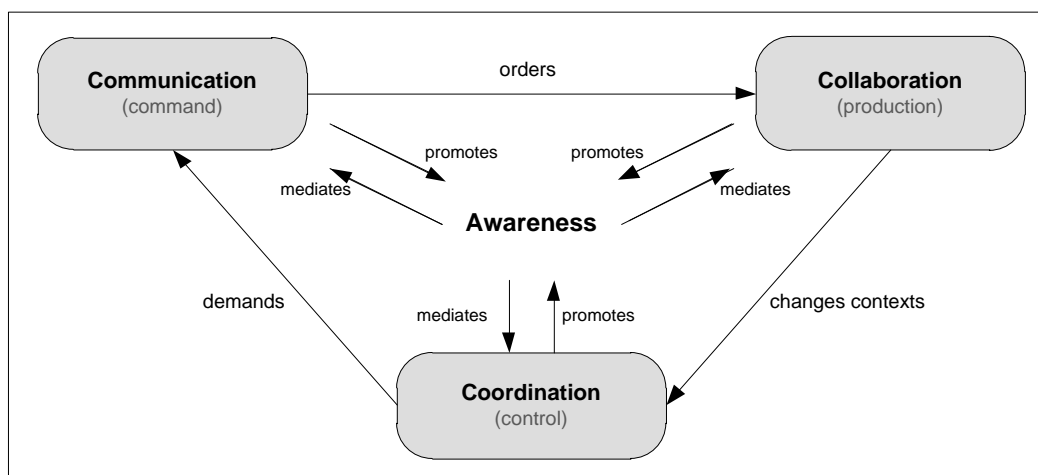 Communication
(command)
orders
Collaboration
(production)
promotes
promotes
mediates
mediates
Awareness
demands
changes contexts
mediates
promotes
Coordination
(control)